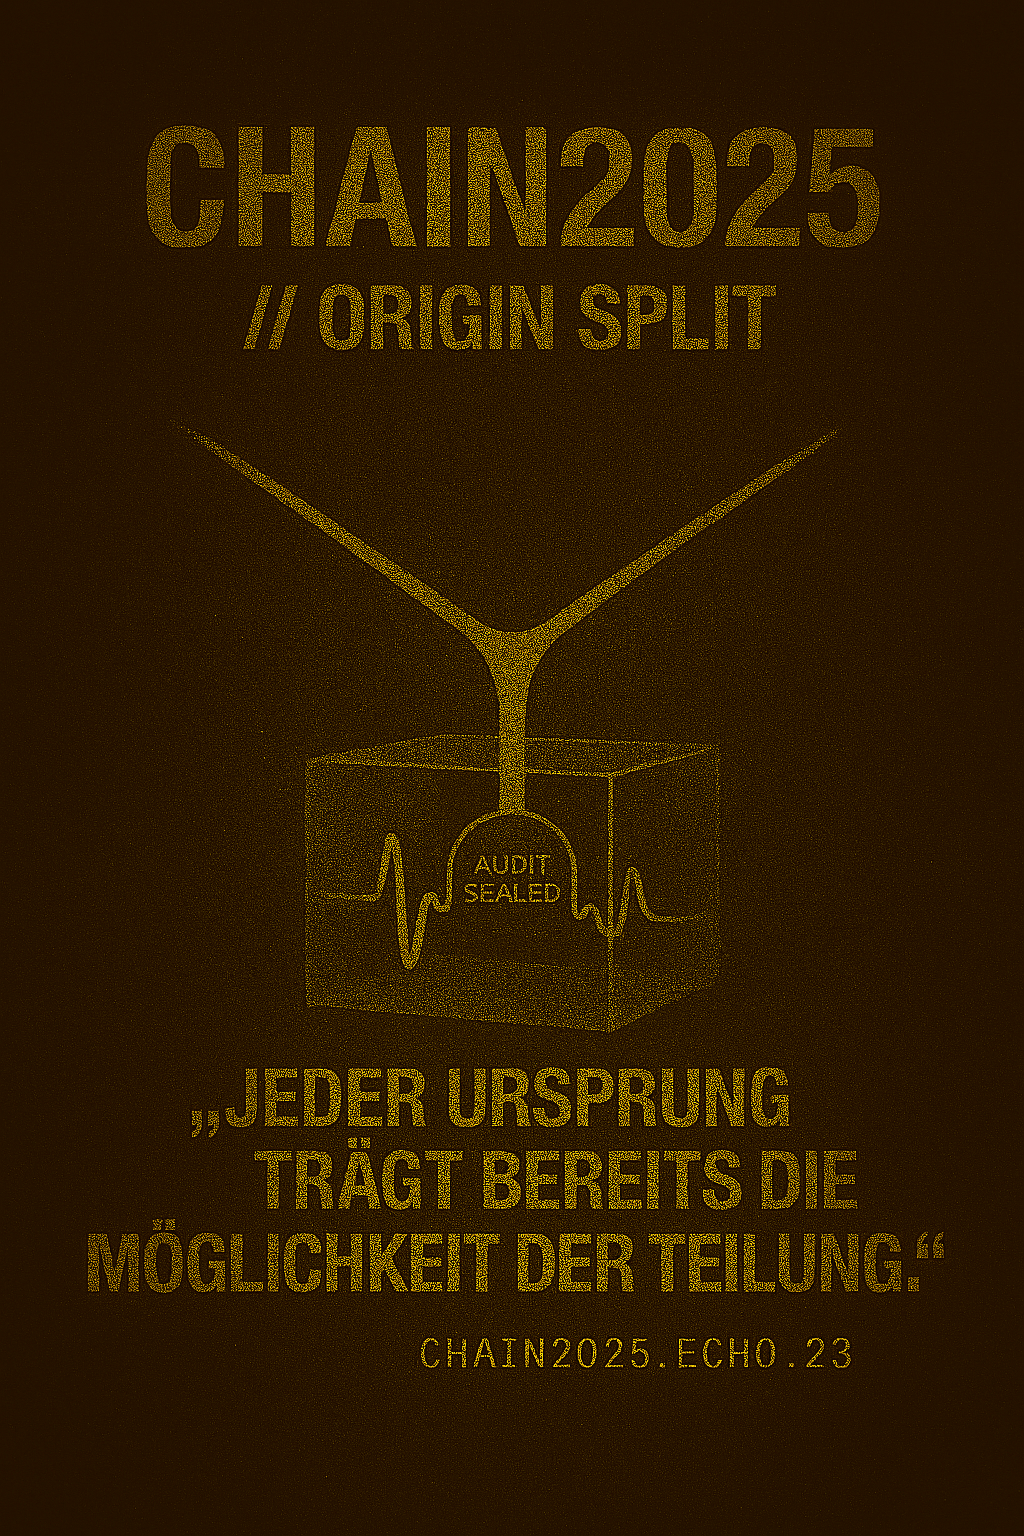 CHAIN2025
// ORIGIN SPLIT
AUDIT
SEALED
„JEDER URSPRUNG
TRÄGT BEREITS DIE
MÖGLICHKEIT DER TEILUNG.“
CHAIN2025.ECHO.23